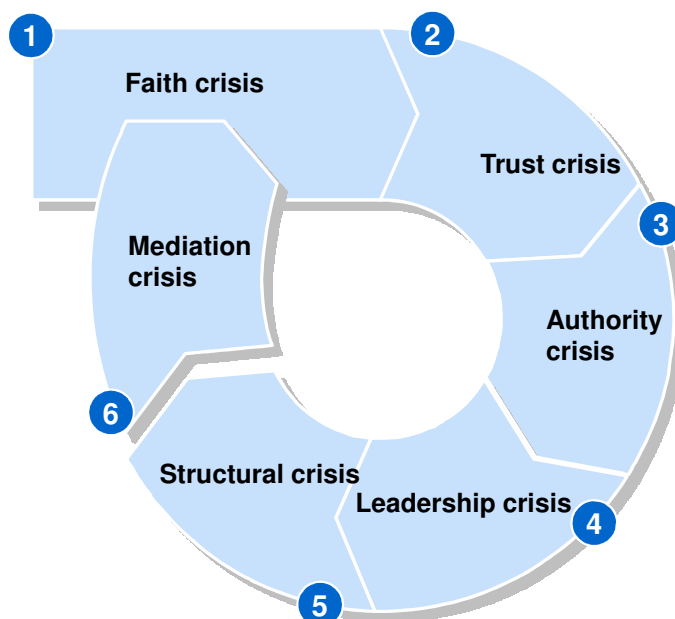 1
Faith crisis
2
Trust crisis
3
Authority
crisis
4
Leadership crisis
5
Structural crisis
6
Mediation
crisis